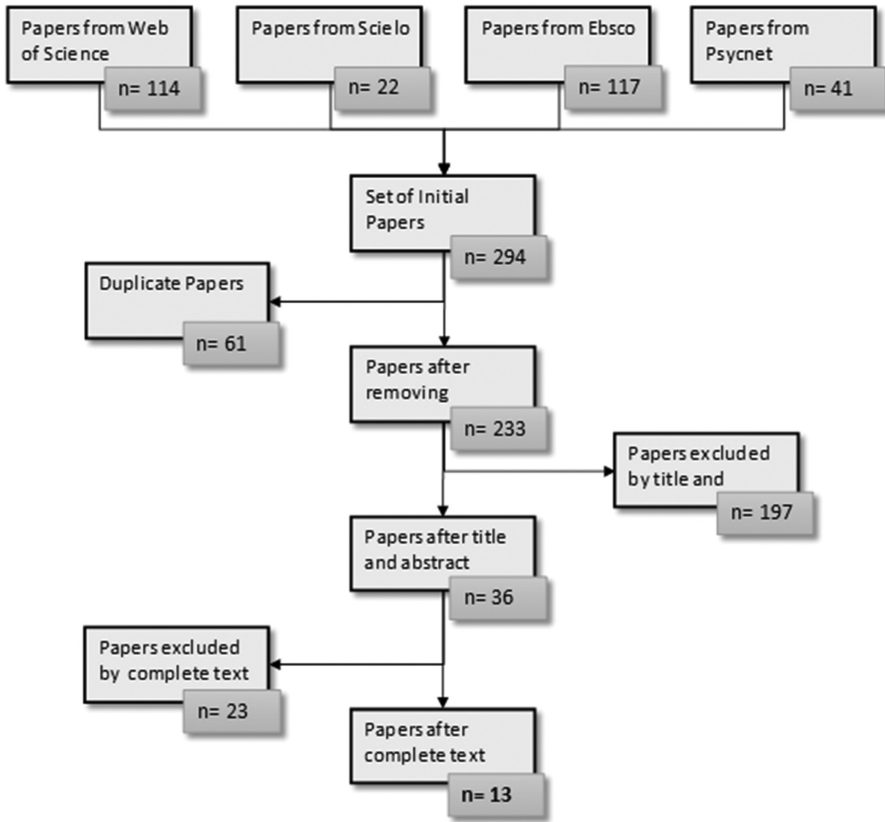 Papers from Web
of Science
n= 114
Papers from Scielo
n= 22
Papers from Ebsco
n= 117
Papers from
Psycnet
n= 41
Set of Initial
Papers
n= 294
Duplicate Papers
n= 61
Papers after
removing
n= 233
Papers excluded
by title and
n= 197
Papers after title
and abstract
n= 36
Papers excluded
by complete text
n= 23
Papers after
complete text
n= 13